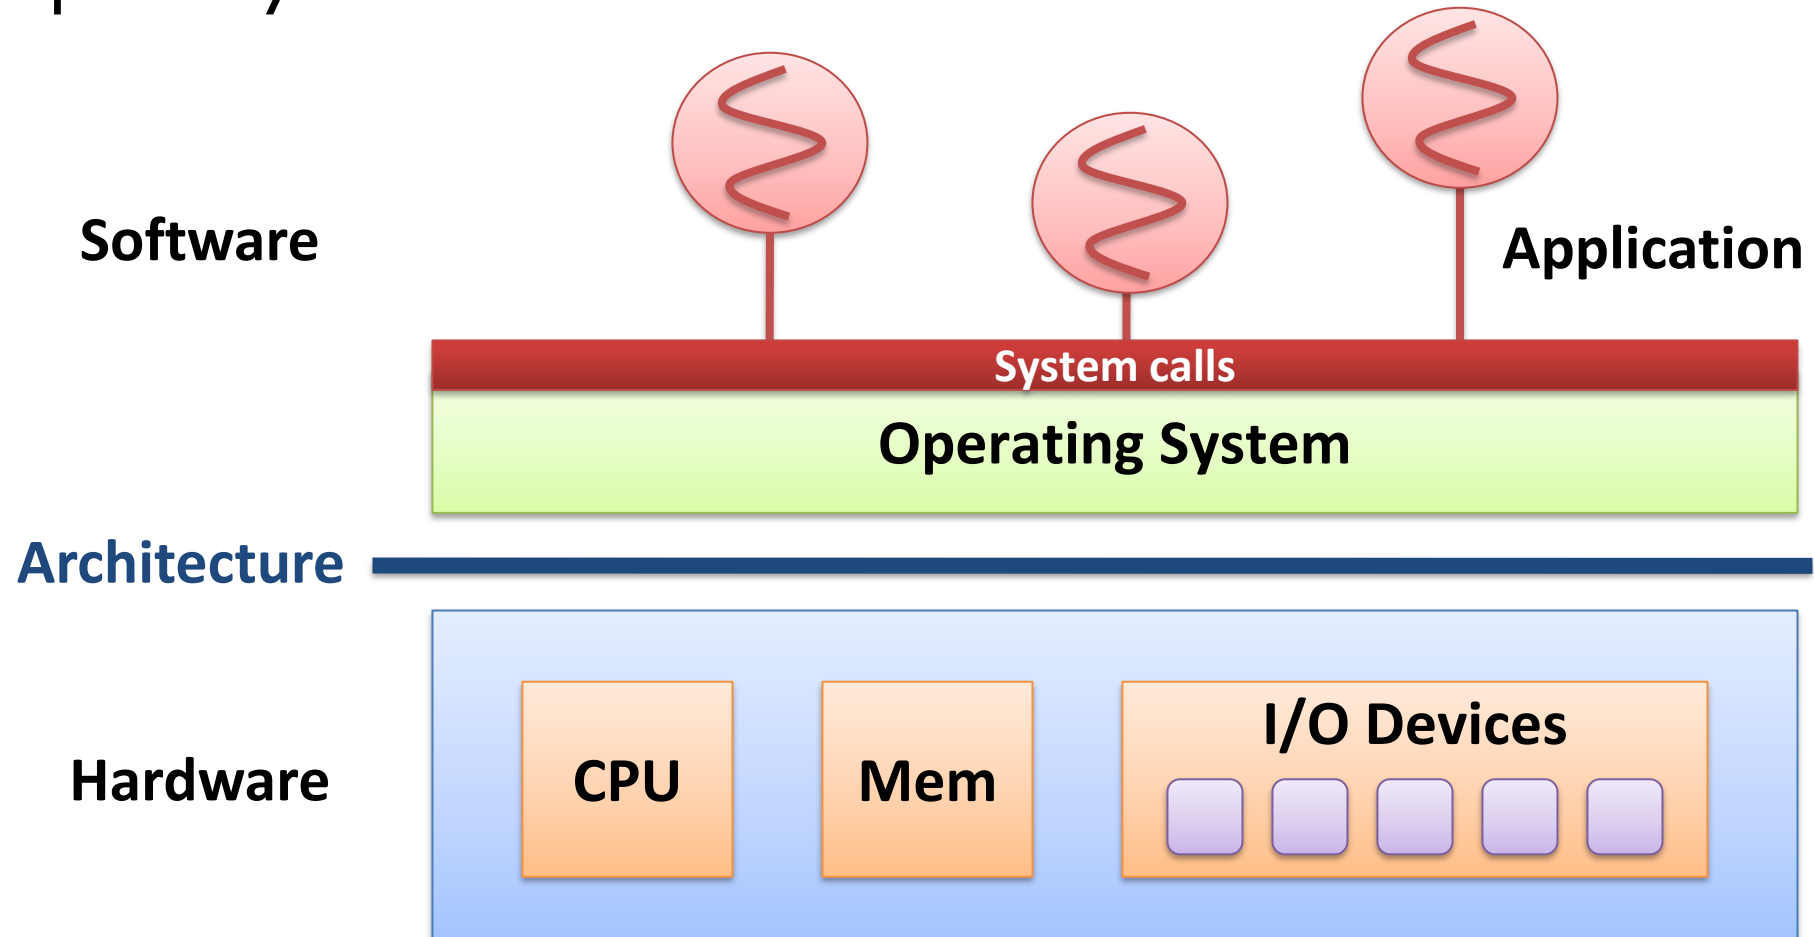 Software
Application
System calls
Operating System
Architecture
Hardware
CPU
Mem
I/O Devices